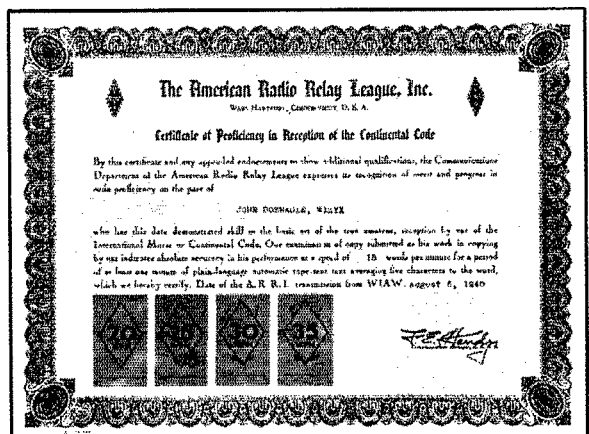 The American Radio Relay League, Inc.
West Hartford, Connecticut, U.S.A.
Certificate of Proficiency in Reception of the Continental Code
By this certificate and any appended endorsements to show additional qualifications, the Communications
Department of the American Radio Relay League expresses its recognition of merit and progress in
code proficiency on the part of
JOHN
who has this date demonstrated skill in the basic art of the true amateur, reception by ear of the
International Morse or Continental Code. Our examination of copy submitted as his work in copying
by ear indicates absolute accuracy in his performance at a speed of 15 words per minute for a period
of at least one minute of plain-language automatic tape-sent text averaging five characters to the word,
which we hereby certify. Date of the A.R.R.L. transmission from W1AW, August
20 30 35